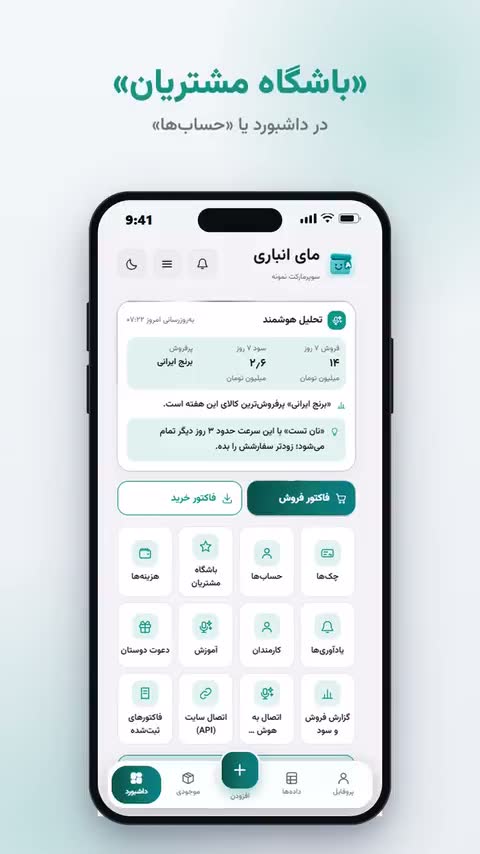 «باشگاه مشتریان»
در داشبورد یا «حساب‌ها»
9:41
مای انباری
سوپرمارکت نمونه
تحلیل هوشمند
به‌روزرسانی امروز ۰۷:۲۲
فروش ۷ روز
سود ۷ روز
پرفروش
۱۴
۲٫۶
برنج ایرانی
میلیون تومان
میلیون تومان
«برنج ایرانی» پرفروش‌ترین کالای این هفته است.
«نان تست» با این سرعت حدود ۳ روز دیگر تمام
می‌شود؛ زودتر سفارشش را بده.
فاکتور فروش
فاکتور خرید
چک‌ها
حساب‌ها
باشگاه
مشتریان
هزینه‌ها
یادآوری‌ها
کارمندان
آموزش
دعوت دوستان
گزارش فروش
و سود
اتصال به
هوش ...
اتصال سایت
(API)
فاکتورهای
ثبت‌شده
پروفایل
داده‌ها
افزودن
موجودی
داشبورد